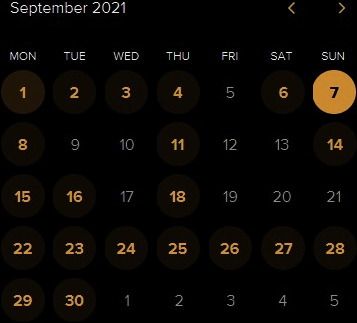 September 2021
MON TUE WED THU FRI SAT SUN
1 2 3 4 5 6 7
8 9 10 11 12 13 14
15 16 17 18 19 20 21
22 23 24 25 26 27 28
29 30 1 2 3 4 5